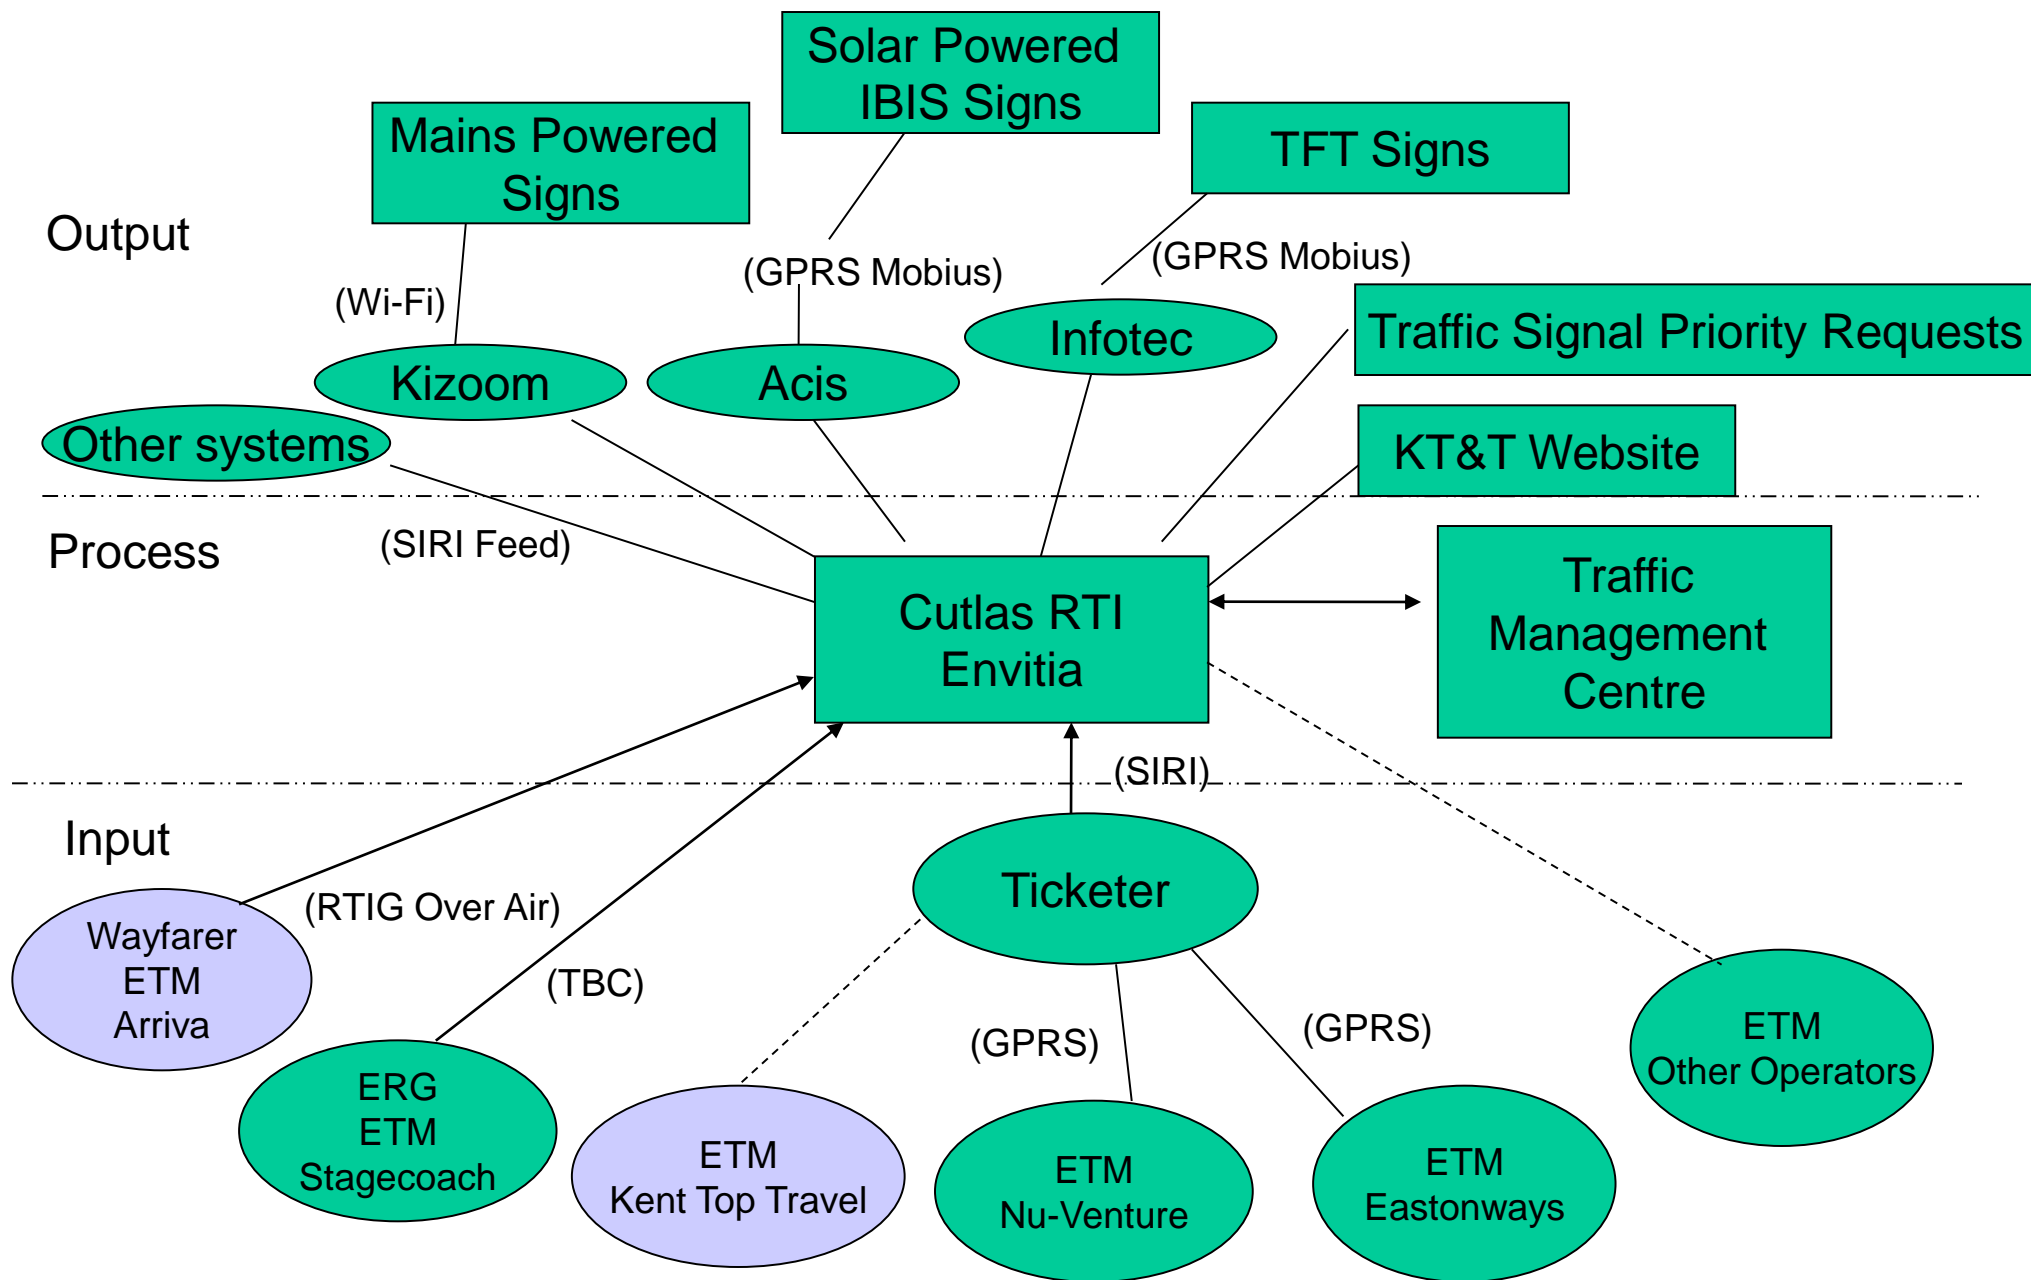 Solar Powered
IBIS Signs
Mains Powered
Signs
TFT Signs
Output
(GPRS Mobius)
(GPRS Mobius)
(Wi-Fi)
Traffic Signal Priority Requests
Infotec
Kizoom
Acis
Other systems
KT&T Website
Process
(SIRI Feed)
Cutlas RTI
Envitia
Traffic
Management
Centre
(SIRI)
Input
Ticketer
(RTIG Over Air)
Wayfarer
ETM
Arriva
(TBC)
(GPRS)
(GPRS)
ETM
Other Operators
ERG
ETM
Stagecoach
ETM
Kent Top Travel
ETM
Nu-Venture
ETM
Eastonways